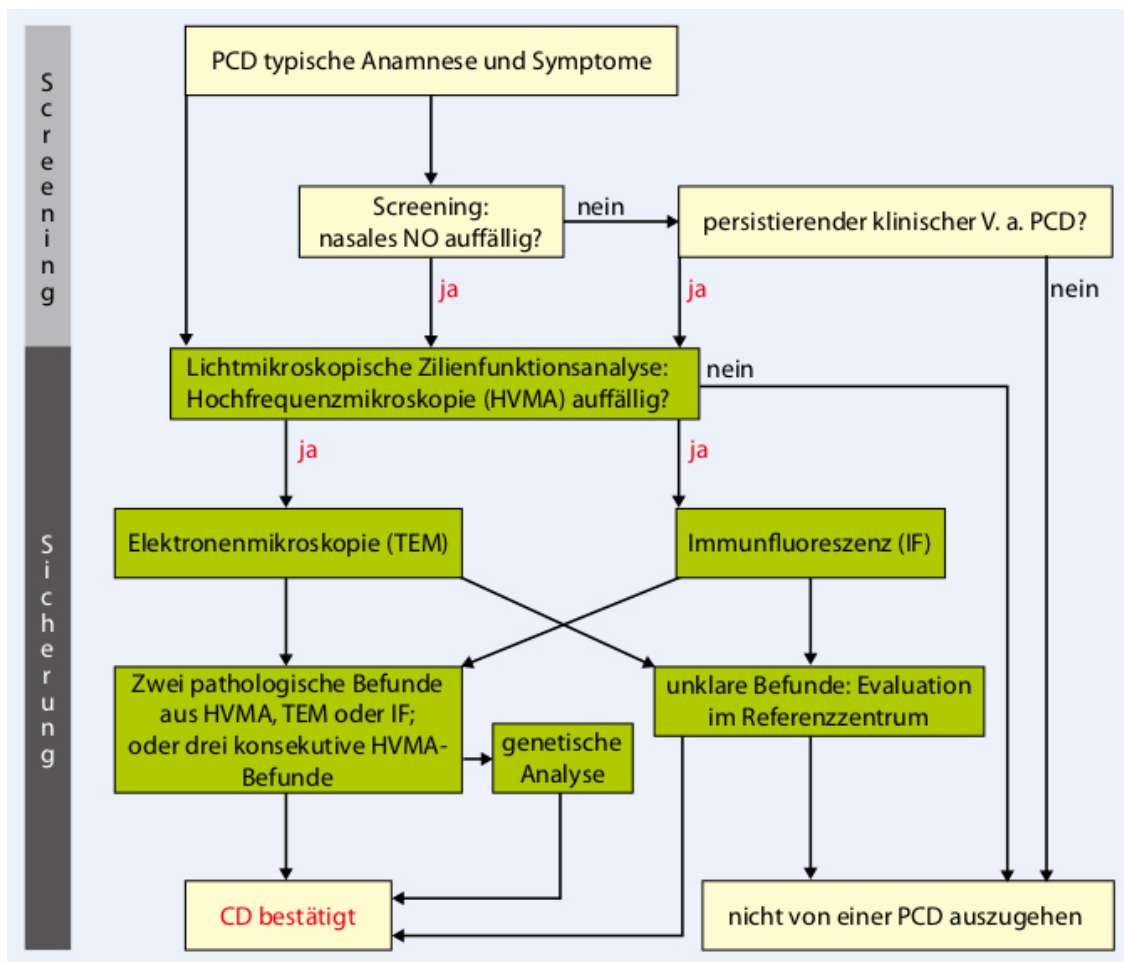 Screening
PCD typische Anamnese und Symptome
Screening:
nasales NO auffällig?
nein
persistierender klinischer V. a. PCD?
ja
ja
nein
Sicherung
Lichtmikroskopische Zilienfunktionsanalyse:
Hochfrequenzmikroskopie (HVMA) auffällig?
nein
ja
ja
Elektronenmikroskopie (TEM)
Immunfluoreszenz (IF)
Zwei pathologische Befunde
aus HVMA, TEM oder IF;
oder drei konsekutive HVMA-
Befunde
genetische
Analyse
unklare Befunde: Evaluation
im Referenzzentrum
CD bestätigt
nicht von einer PCD auszugehen